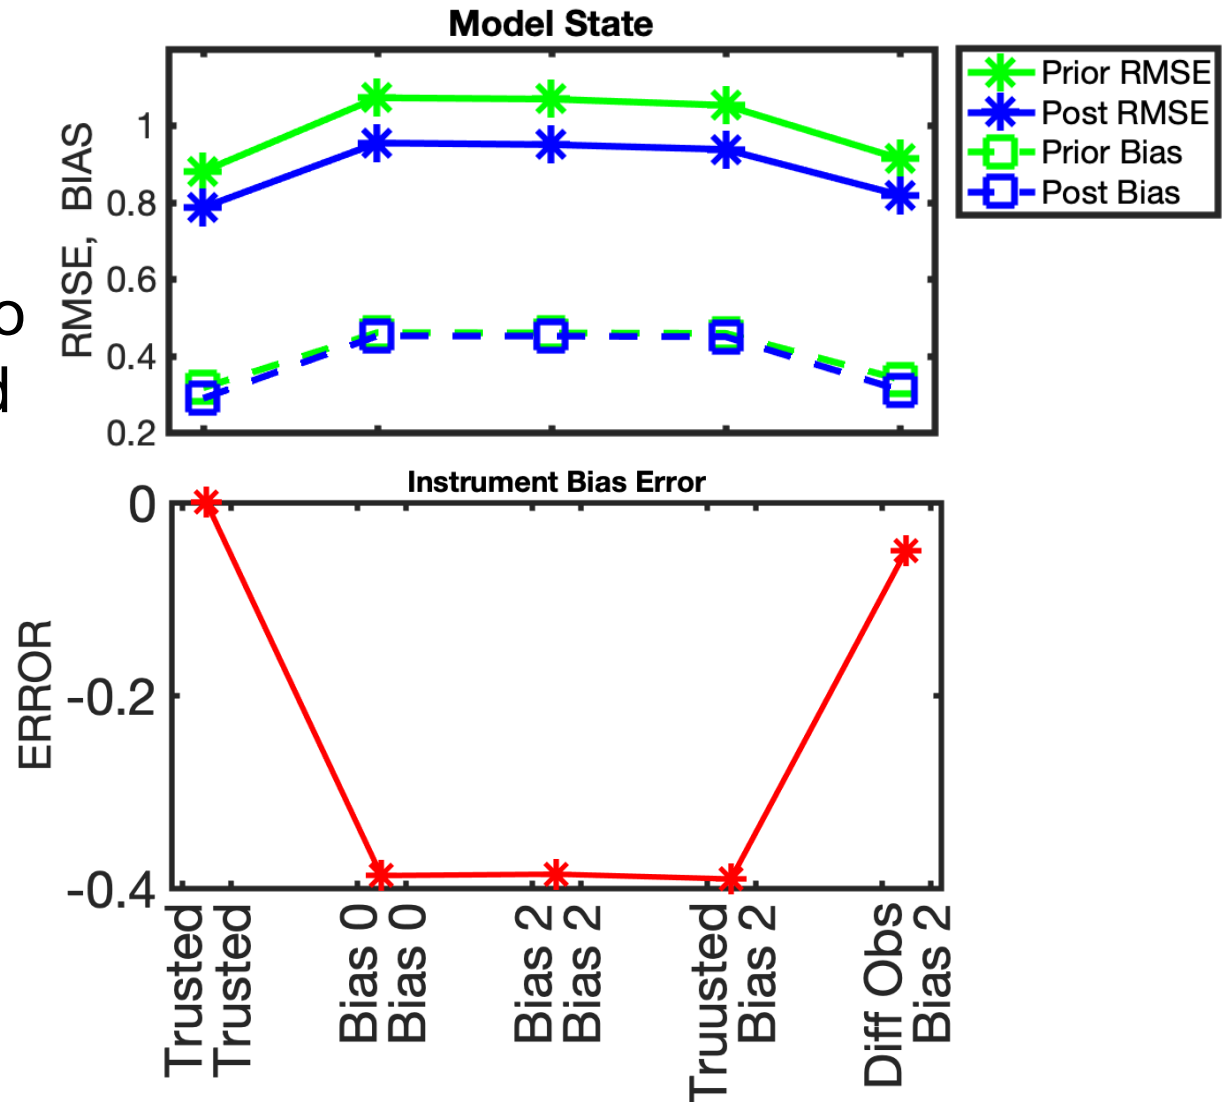 Model State
Prior RMSE
Post RMSE
Prior Bias
Post Bias
RMSE, BIAS
1
0.8
0.6
0.4
0.2
o
d
Instrument Bias Error
ERROR
0
-0.2
-0.4
Trusted
Trusted
Bias 0
Bias 0
Bias 2
Bias 2
Truusted
Bias 2
Diff Obs
Bias 2